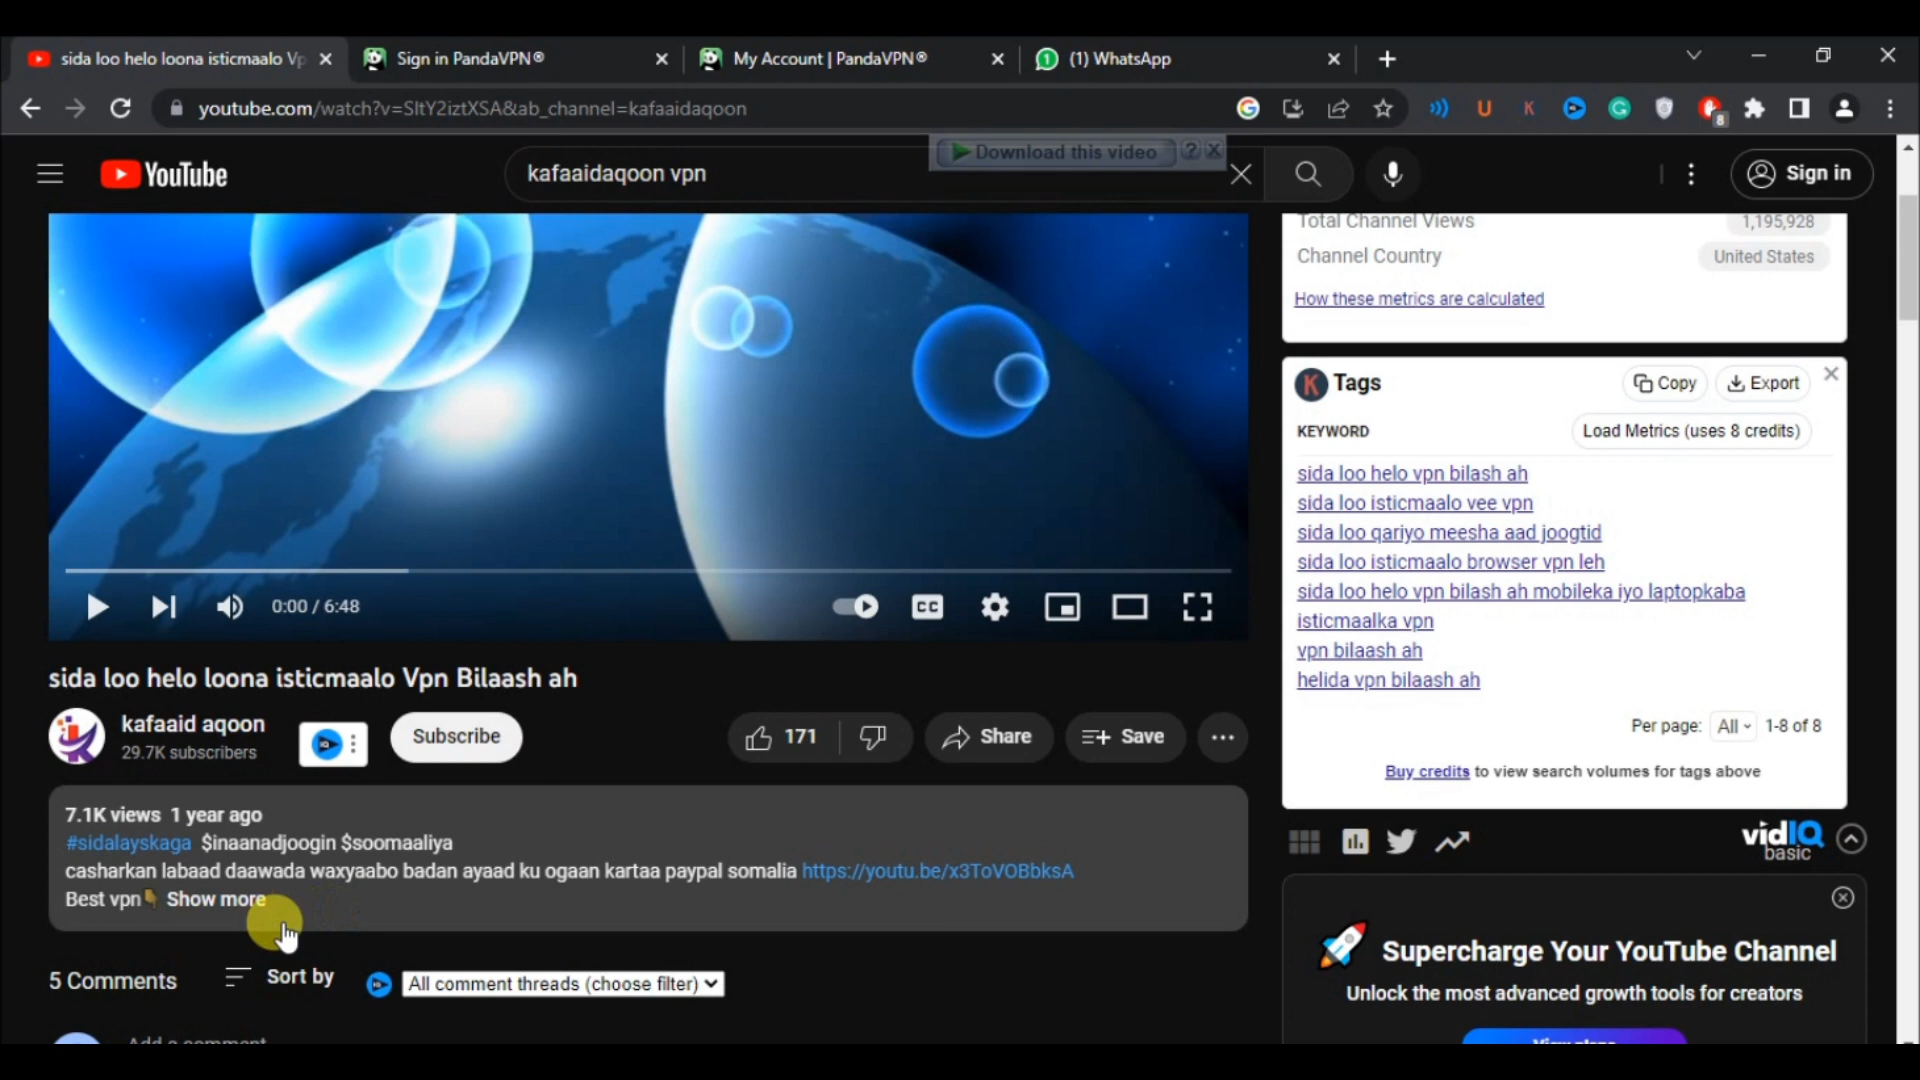 sida loo helo loona isticmaalo Vp
Sign in PandaVPN®
My Account | PandaVPN®
(1) WhatsApp
youtube.com/watch?v=SltY2iztXSA&ab_channel=kafaaidaqoon
8
Download this video
YouTube
kafaaidaqoon vpn
Sign in
Total Channel Views 1,195,928
Channel Country United States
How these metrics are calculated
K Tags Copy Export
KEYWORD Load Metrics (uses 8 credits)
sida loo helo vpn bilash ah
sida loo isticmaalo vee vpn
sida loo qariyo meesha aad joogtid
sida loo isticmaalo browser vpn leh
sida loo helo vpn bilash ah mobileka iyo laptopkaba
isticmaalka vpn
vpn bilaash ah
helida vpn bilaash ah
Per page: All 1-8 of 8
Buy credits to view search volumes for tags above
0:00 / 6:48
CC
sida loo helo loona isticmaalo Vpn Bilaash ah
kafaaid aqoon
29.7K subscribers
Subscribe
171
Share
Save
7.1K views 1 year ago
#sidalayskaga $inaanadjoogin $soomaaliya
casharkan labaad daawada waxyaabo badan ayaad ku ogaan kartaa paypal somalia https://youtu.be/x3ToVOBbksA
Best vpn👇 Show more
5 Comments Sort by All comment threads (choose filter)
Add a comment
vidIQ
basic
Supercharge Your YouTube Channel
Unlock the most advanced growth tools for creators
View plans